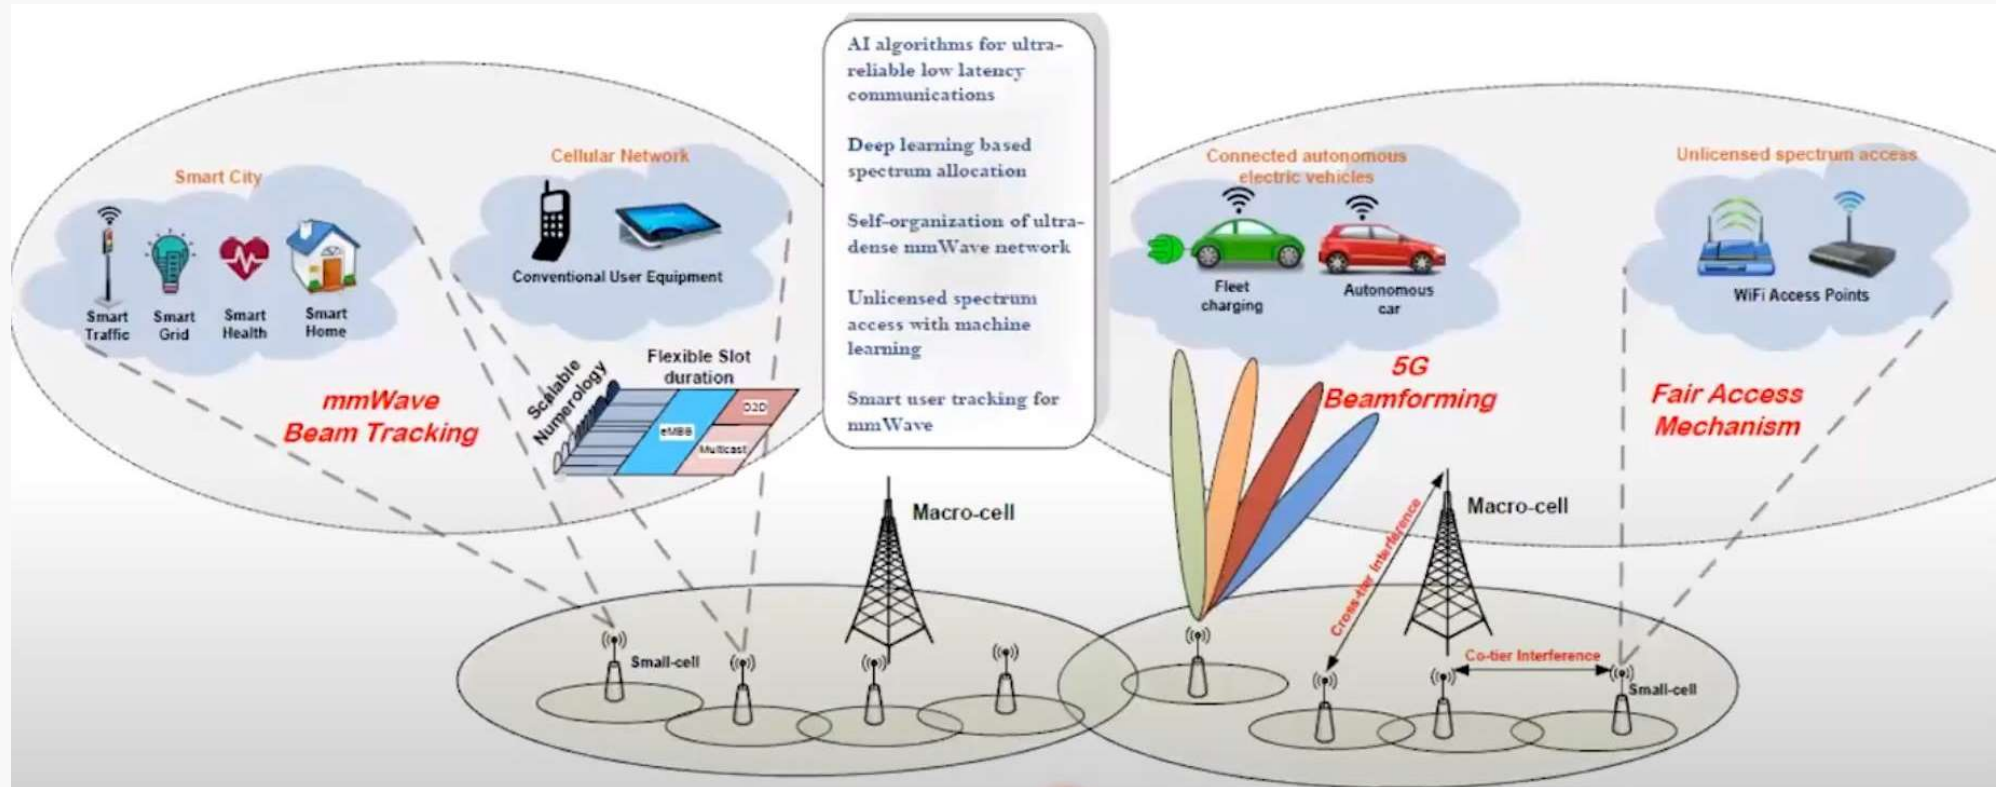 AI algorithms for ultra-
reliable low latency
communications
Deep learning based
spectrum allocation
Self-organization of ultra-
dense mmWave network
Unlicensed spectrum
access with machine
learning
Smart user tracking for
mmWave
Smart City
Smart
Traffic
Smart
Grid
Smart
Health
Smart
Home
Cellular Network
Conventional User Equipment
mmWave
Beam Tracking
Scalable
Numerology
Flexible Slot
duration
eMBB
D2D
Multicast
Connected autonomous
electric vehicles
Fleet
charging
Autonomous
car
Unlicensed spectrum access
WiFi Access Points
5G
Beamforming
Fair Access
Mechanism
Macro-cell
Small-cell
Macro-cell
Cross-tier Interference
Co-tier Interference
Small-cell